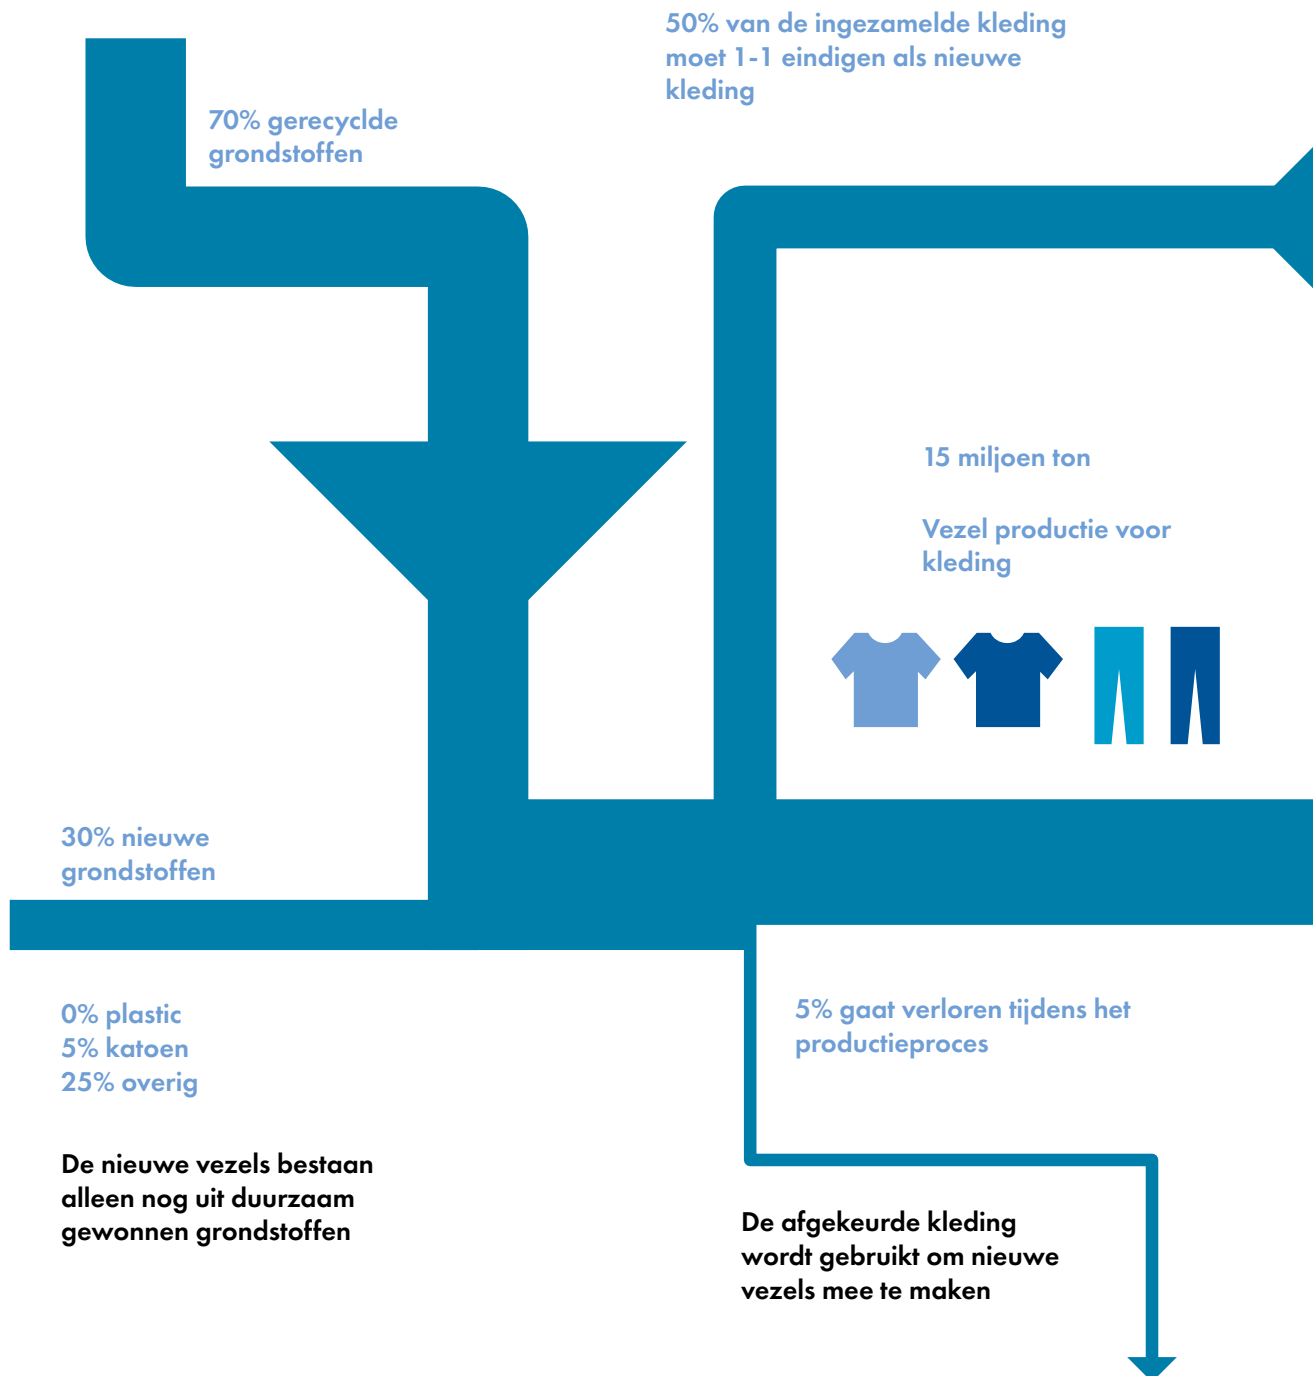 50% van de ingezamelde kleding
moet 1-1 eindigen als nieuwe
kleding
70% gerecyclde
grondstoffen
15 miljoen ton
Vezel productie voor
kleding
30% nieuwe
grondstoffen
0% plastic
5% katoen
25% overig
5% gaat verloren tijdens het
productieproces
De nieuwe vezels bestaan
alleen nog uit duurzaam
gewonnen grondstoffen
De afgekeurde kleding
wordt gebruikt om nieuwe
vezels mee te maken